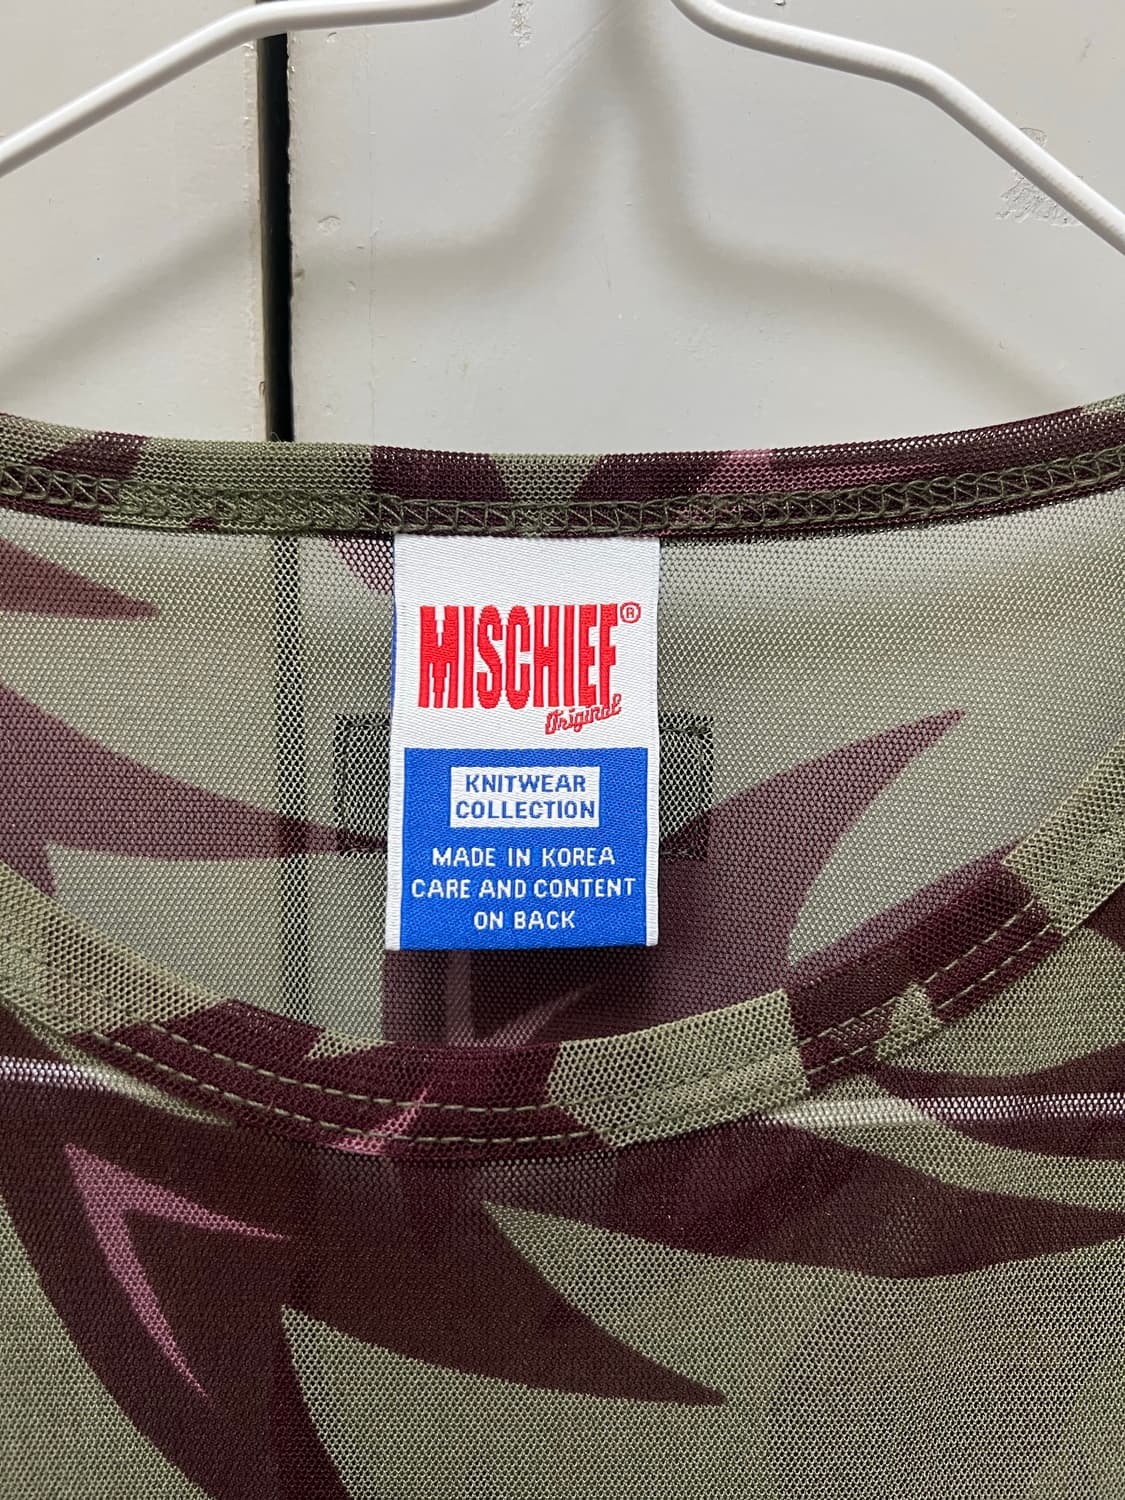 MISCHIEF®
Original
KNITWEAR
COLLECTION
MADE IN KOREA
CARE AND CONTENT
ON BACK